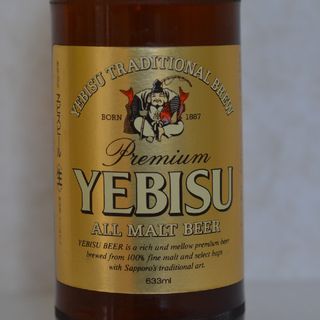 YEBISU TRADITIONAL BREW
BORN 1887
Premium
YEBISU
ALL MALT BEER
YEBISU BEER is a rich and mellow premium beer
brewed from 100% fine malt and select hops
with Sapporo's traditional art.
633ml